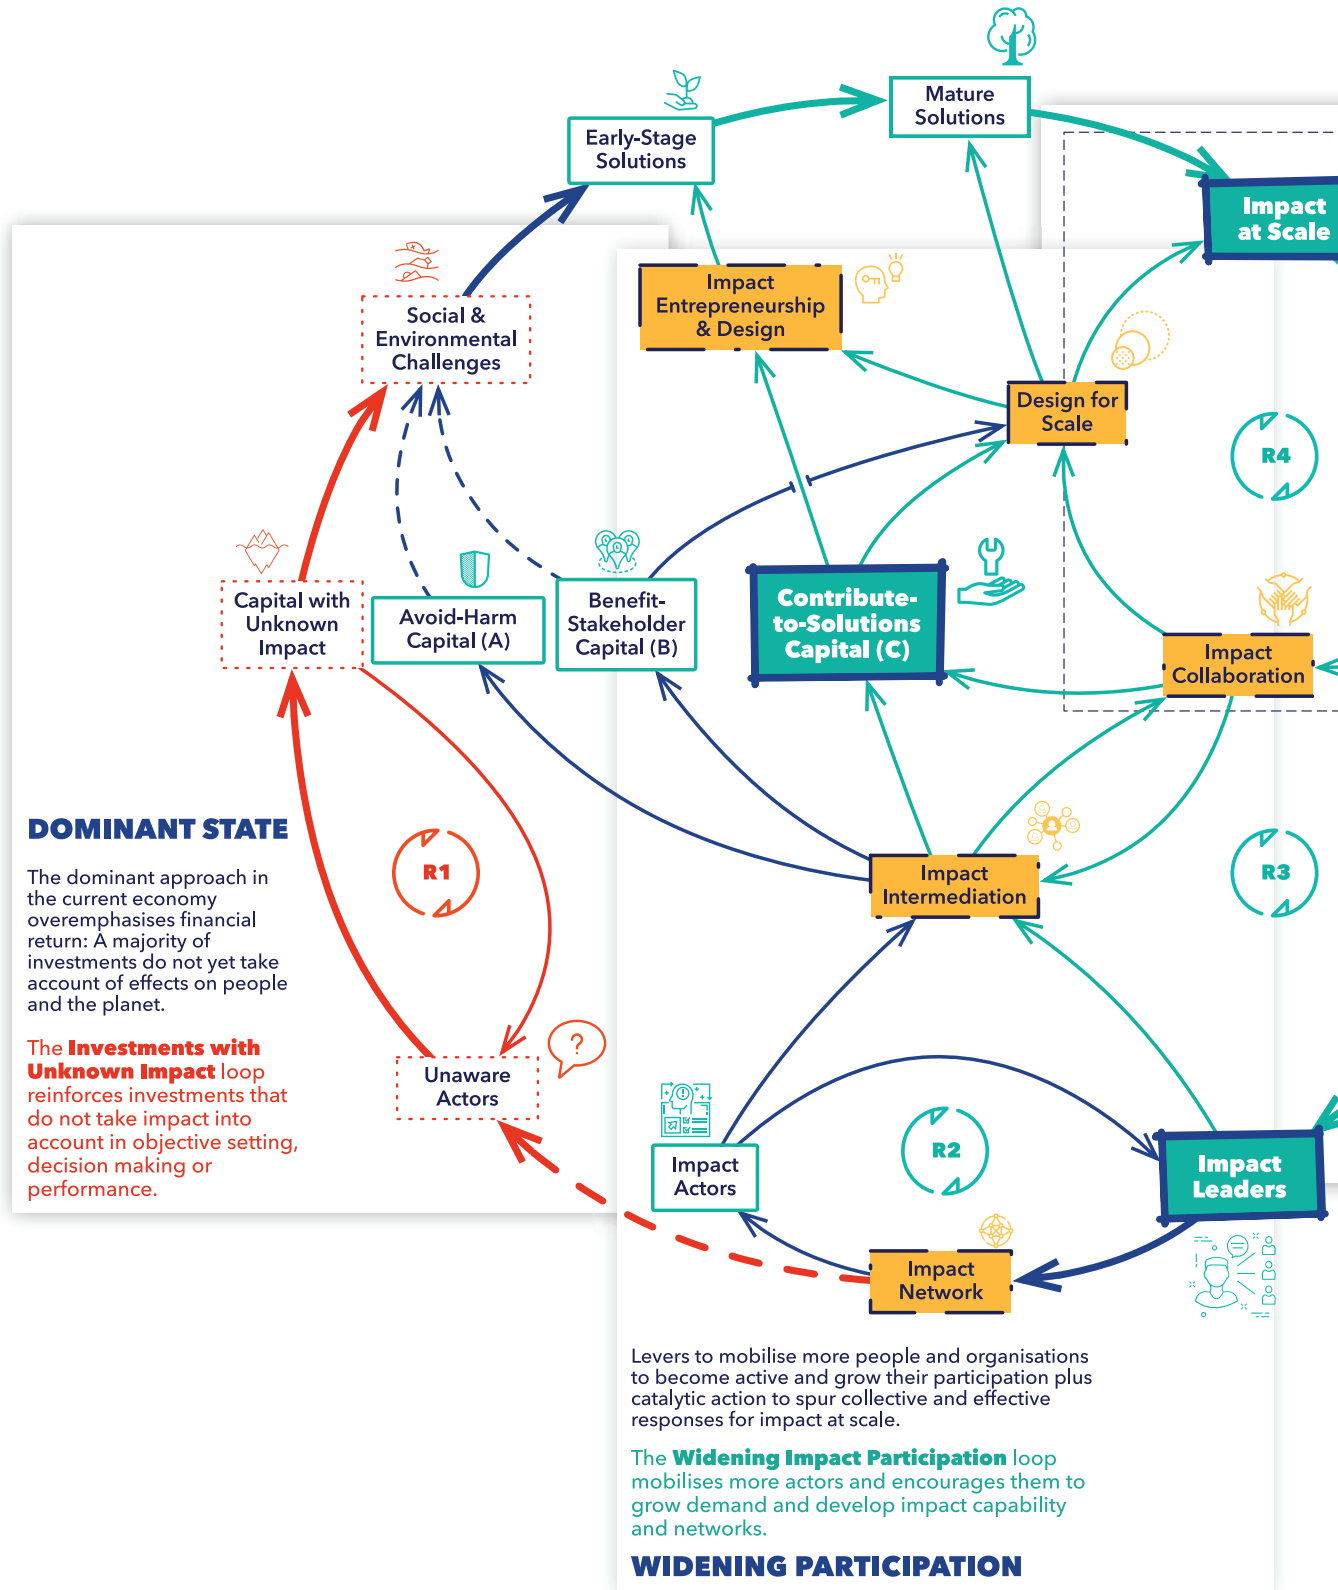 Mature
Solutions
Early-Stage
Solutions
Impact
at Scale
Impact
Entrepreneurship
& Design
Social &
Environmental
Challenges
Design for
Scale
R4
Capital with
Unknown
Impact
Avoid-Harm
Capital (A)
Benefit-
Stakeholder
Capital (B)
Contribute-
to-Solutions
Capital (C)
Impact
Collaboration
DOMINANT STATE
The dominant approach in
the current economy
overemphasises financial
return: A majority of
investments do not yet take
account of effects on people
and the planet.
The Investments with
Unknown Impact loop
reinforces investments that
do not take impact into
account in objective setting,
decision making or
performance.
R1
Impact
Intermediation
R3
?
Unaware
Actors
Impact
Actors
R2
Impact
Leaders
Impact
Network
Levers to mobilise more people and organisations
to become active and grow their participation plus
catalytic action to spur collective and effective
responses for impact at scale.
The Widening Impact Participation loop
mobilises more actors and encourages them to
grow demand and develop impact capability
and networks.
WIDENING PARTICIPATION